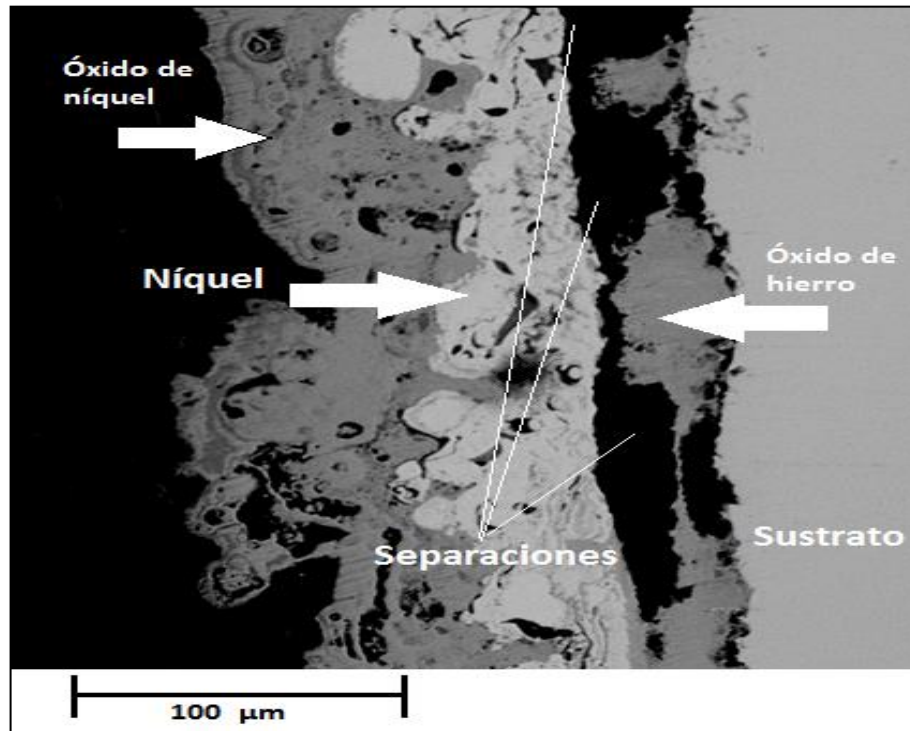 Óxido de
níquel
Níquel
Óxido de
hierro
Separaciones
Sustrato
100 µm